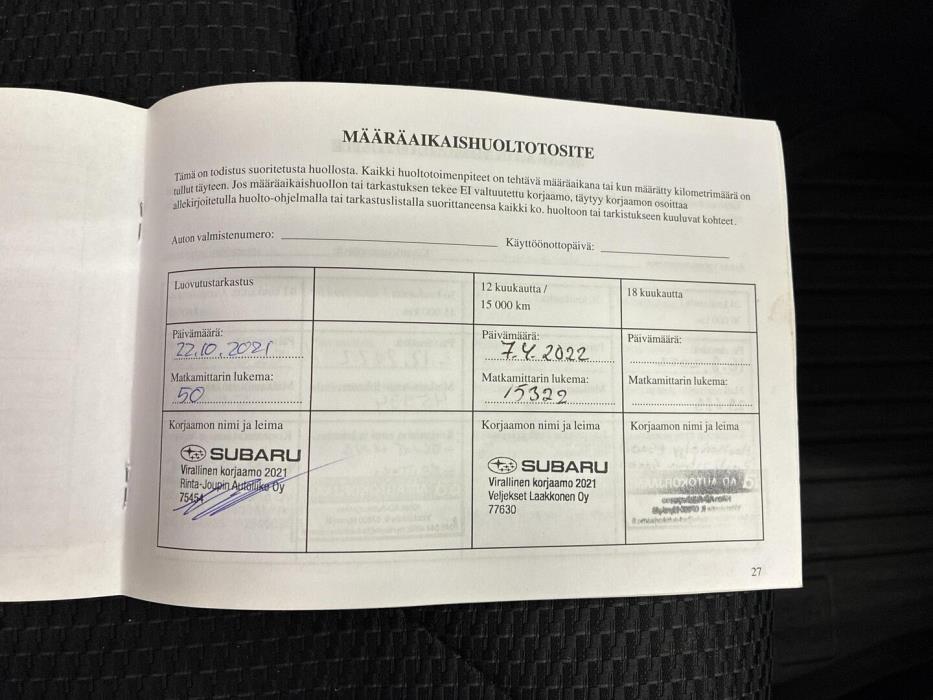 MÄÄRÄAIKAISHUOLTOTOSITE
Tämä on todistus suoritetusta huollosta. Kaikki huoltotoimenpiteet on tehtävä määräaikana tai kun määrätty kilometrimäärä on
tullut täyteen. Jos määräaikaishuollon tai tarkastuksen tekee EI valtuutettu korjaamo, täytyy korjaamon osoittaa
allekirjoitetulla huolto-ohjelmalla tai tarkastuslistalla suorittaneensa kaikki ko. huoltoon tai tarkistukseen kuuluvat kohteet.
Auton valmistenumero: Käyttöönottopäivä:
Luovutustarkastus
Päivämäärä:
22.10.2021
Matkamittarin lukema:
50
Korjaamon nimi ja leima
SUBARU
Virallinen korjaamo 2021
Rinta-Joupin Autoliike Oy
75454
12 kuukautta /
15 000 km
Päivämäärä:
7.4.2022
Matkamittarin lukema:
15322
Korjaamon nimi ja leima
SUBARU
Virallinen korjaamo 2021
Veljekset Laakkonen Oy
77630
18 kuukautta
Päivämäärä:
Matkamittarin lukema:
Korjaamon nimi ja leima
27